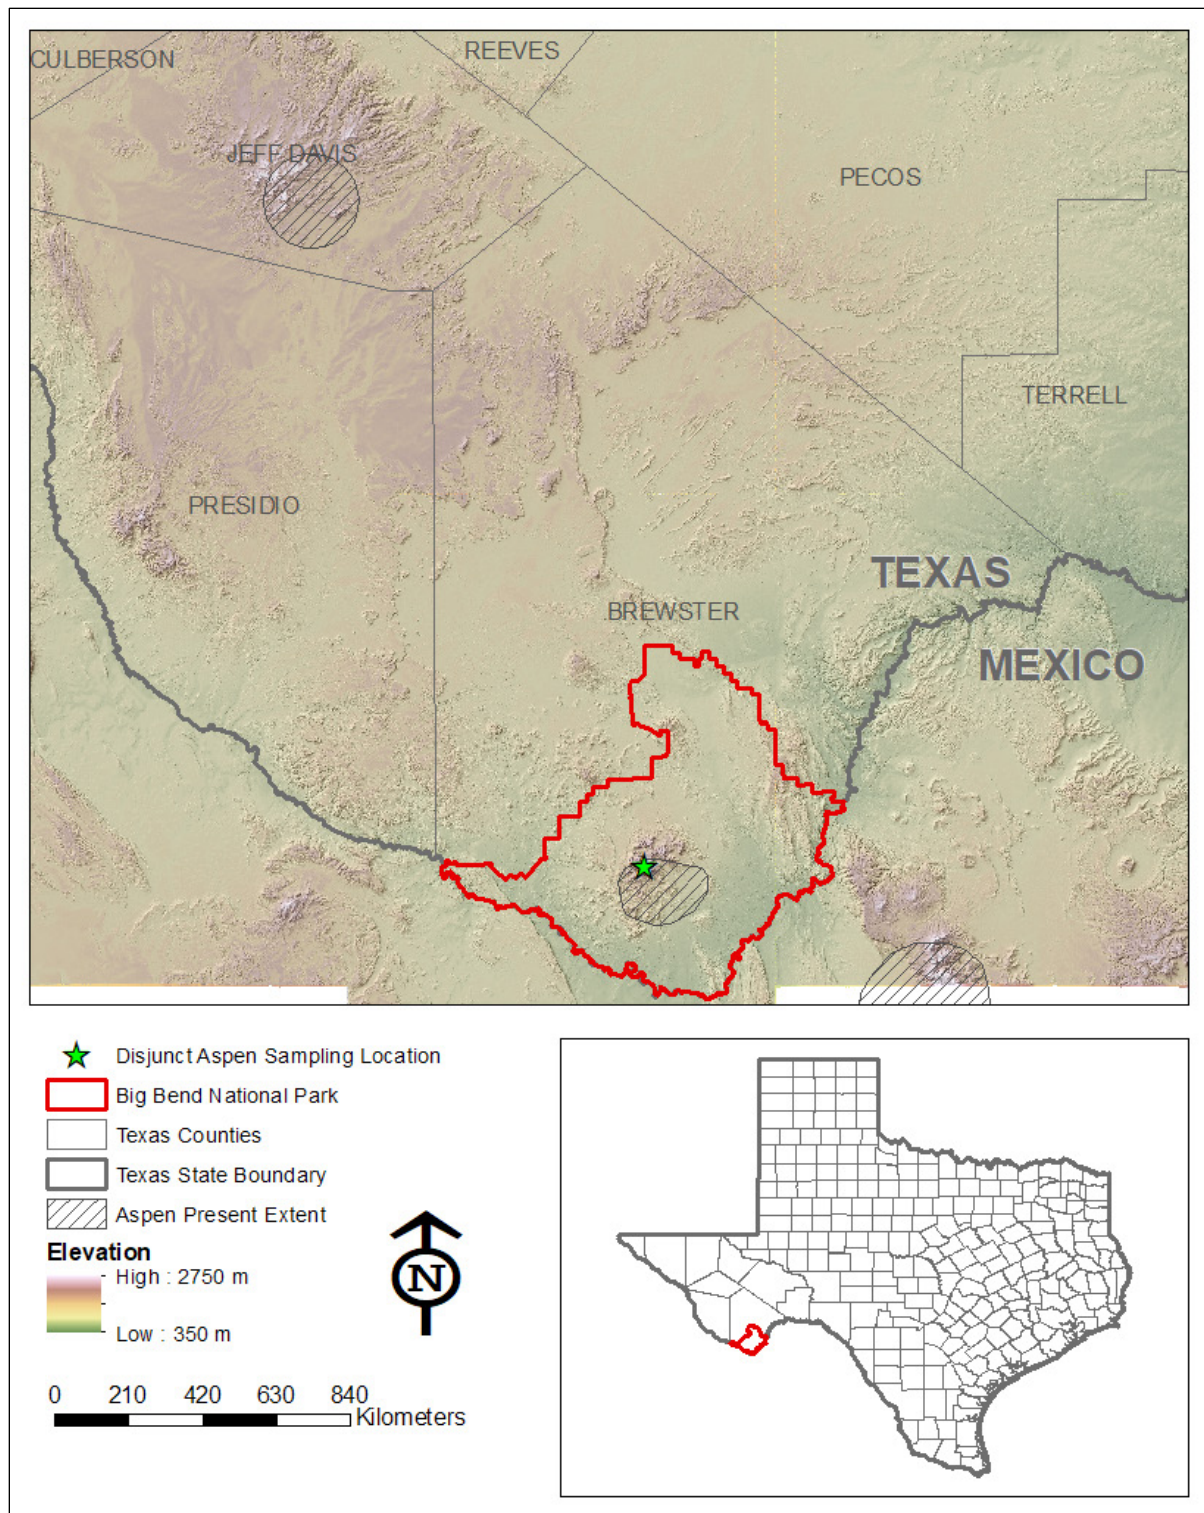 CULBERSON
REEVES
JEFF DAVIS
PECOS
TERRELL
PRESIDIO
TEXAS
BREWSTER
MEXICO
Disjunct Aspen Sampling Location
Big Bend National Park
Texas Counties
Texas State Boundary
Aspen Present Extent
Elevation
High : 2750 m
Low : 350 m
N
0 210 420 630 840
Kilometers